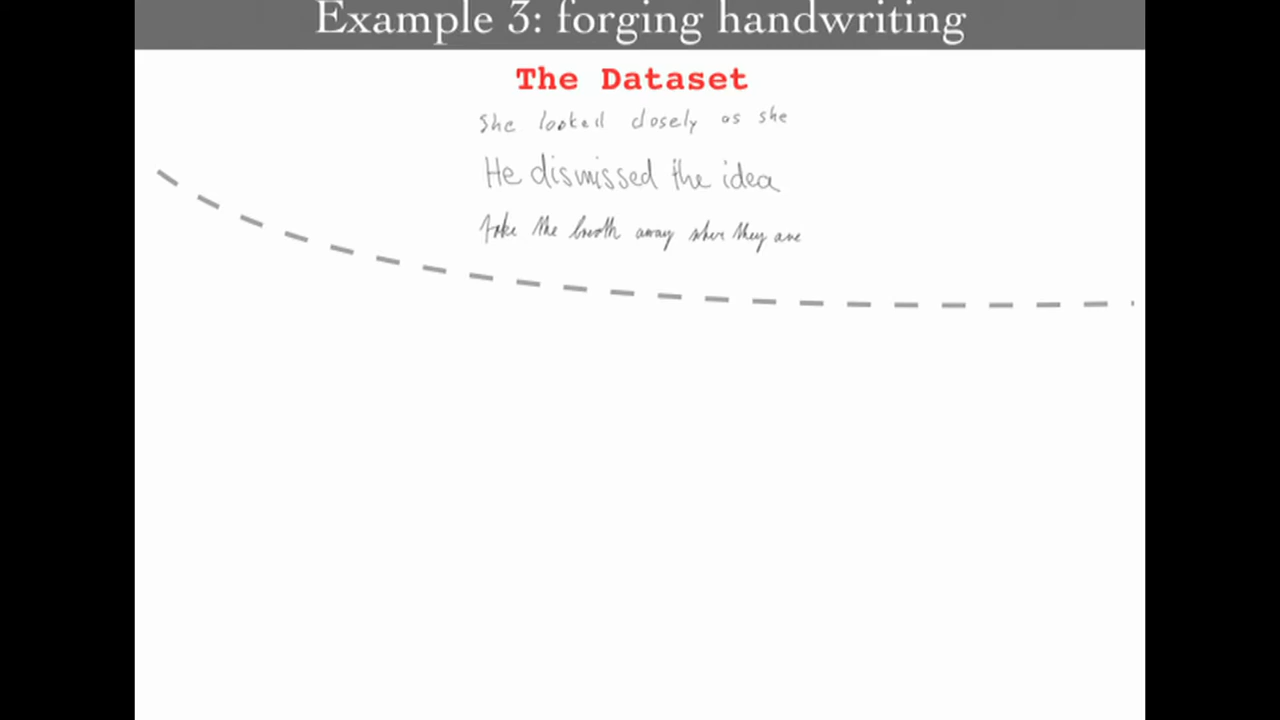 Example 3: forging handwriting
The Dataset
She looked closely as she
He dismissed the idea
take the breath away when they are